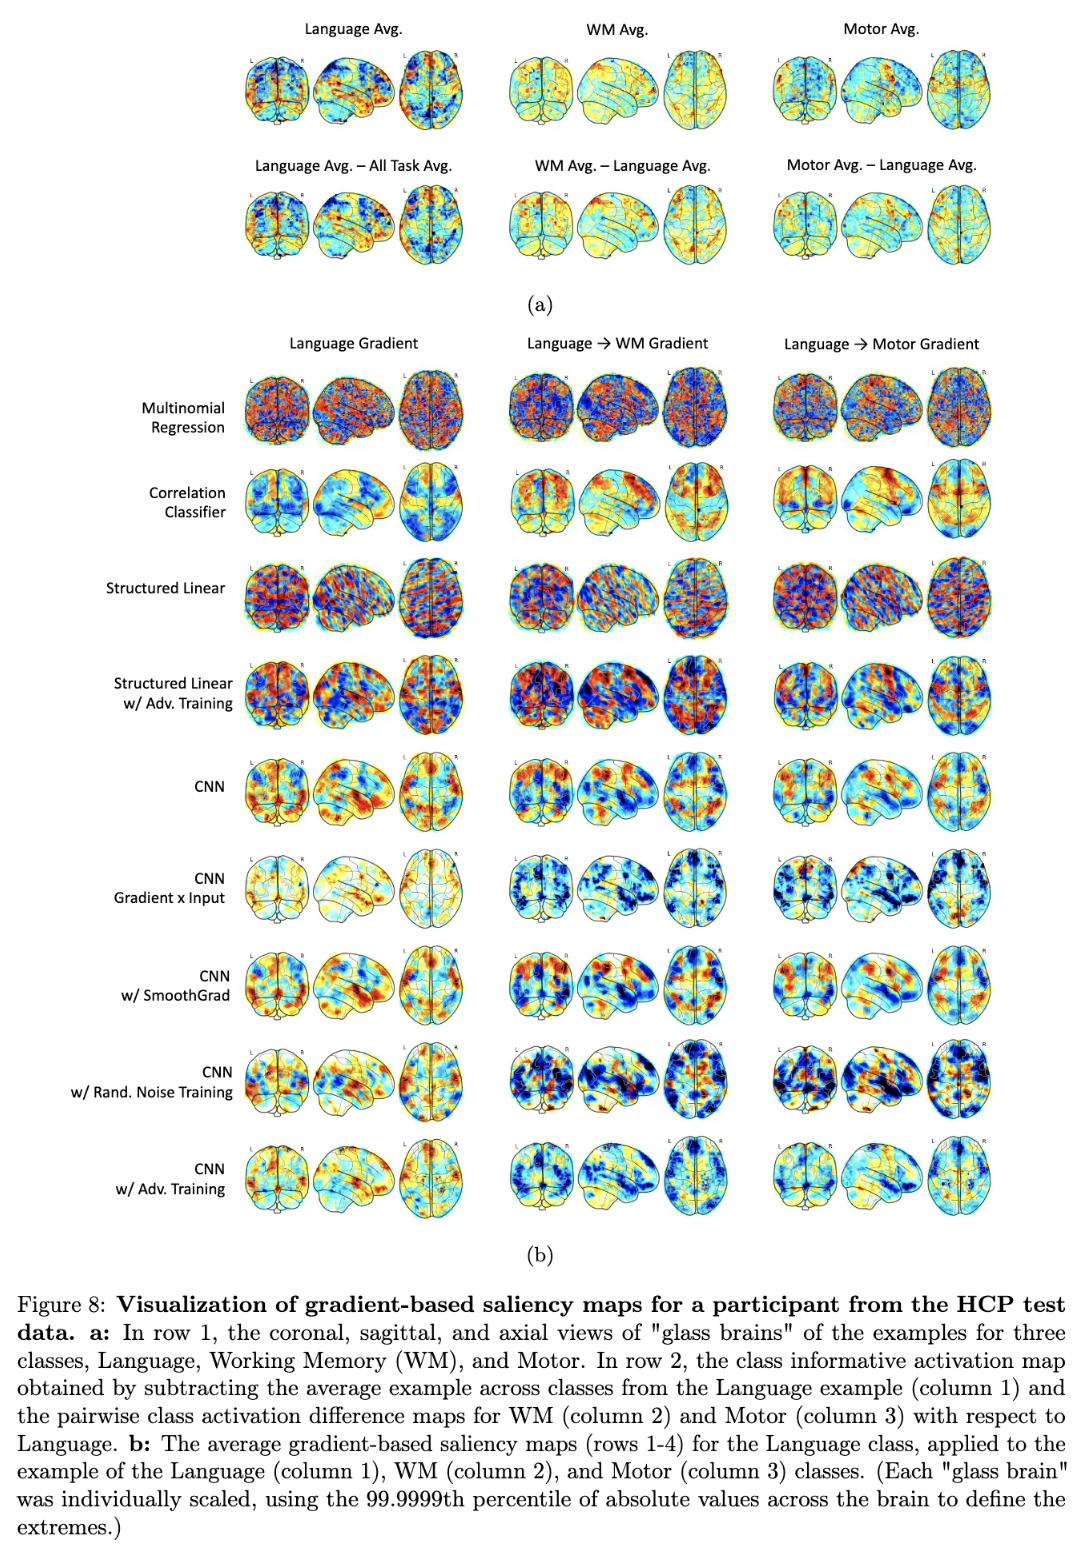 Language Avg. WM Avg. Motor Avg.
L R L R L R L R L R L R
Language Avg. – All Task Avg. WM Avg. – Language Avg. Motor Avg. – Language Avg.
L R L R L R L R L R L R
(a)
Language Gradient Language → WM Gradient Language → Motor Gradient
L R L R L R L R L R L R
Multinomial
Regression
L R L R L R L R L R L R
Correlation
Classifier
L R L R L R L R L R L R
Structured Linear
L R L R L R L R L R L R
Structured Linear
w/ Adv. Training
L R L R L R L R L R L R
CNN
L R L R L R L R L R L R
CNN
Gradient x Input
L R L R L R L R L R L R
CNN
w/ SmoothGrad
L R L R L R L R L R L R
CNN
w/ Rand. Noise Training
L R L R L R L R L R L R
CNN
w/ Adv. Training
(b)
Figure 8: Visualization of gradient-based saliency maps for a participant from the HCP test
data. a: In row 1, the coronal, sagittal, and axial views of "glass brains" of the examples for three
classes, Language, Working Memory (WM), and Motor. In row 2, the class informative activation map
obtained by subtracting the average example across classes from the Language example (column 1) and
the pairwise class activation difference maps for WM (column 2) and Motor (column 3) with respect to
Language. b: The average gradient-based saliency maps (rows 1-4) for the Language class, applied to the
example of the Language (column 1), WM (column 2), and Motor (column 3) classes. (Each "glass brain"
was individually scaled, using the 99.9999th percentile of absolute values across the brain to define the
extremes.)